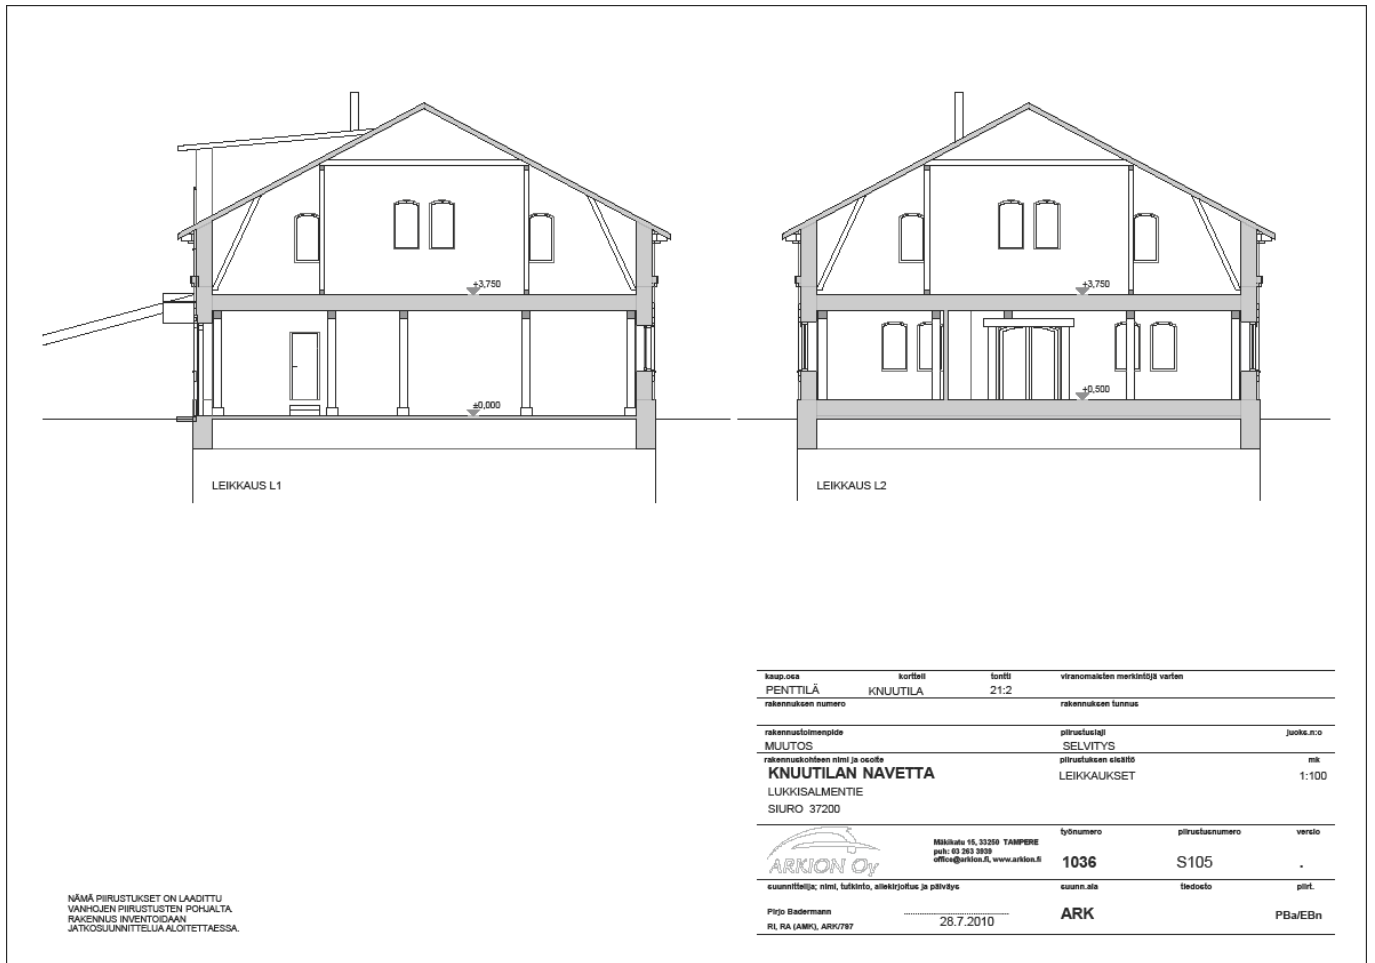 +3,750
+3,750
+0,500
±0,000
LEIKKAUS L1
LEIKKAUS L2
kaup.osa kortteli tontti viranomaisten merkintöjä varten
PENTTILÄ KNUUTILA 21:2
rakennuksen numero rakennuksen tunnus
rakennustoimenpide piirustuslaji juoks.n:o
MUUTOS SELVITYS
rakennuskohteen nimi ja osoite piirustuksen sisältö mk
KNUUTILAN NAVETTA LEIKKAUKSET 1:100
LUKKISALMENTIE
SIURO 37200
työnumero piirustusnumero versio
Mäkikatu 15, 33250 TAMPERE
puh: 03 263 3939
office@arkion.fi, www.arkion.fi
ARKION Oy 1036 S105 .
suunnittelija; nimi, tutkinto, allekirjoitus ja päiväys suunn.ala tiedosto piirt.
Pirjo Badermann ARK PBa/EBn
RI, RA (AMK), ARK/797 28.7.2010
NÄMÄ PIIRUSTUKSET ON LAADITTU
VANHOJEN PIIRUSTUSTEN POHJALTA.
RAKENNUS INVENTOIDAAN
JATKOSUUNNITTELUA ALOITETTAESSA.